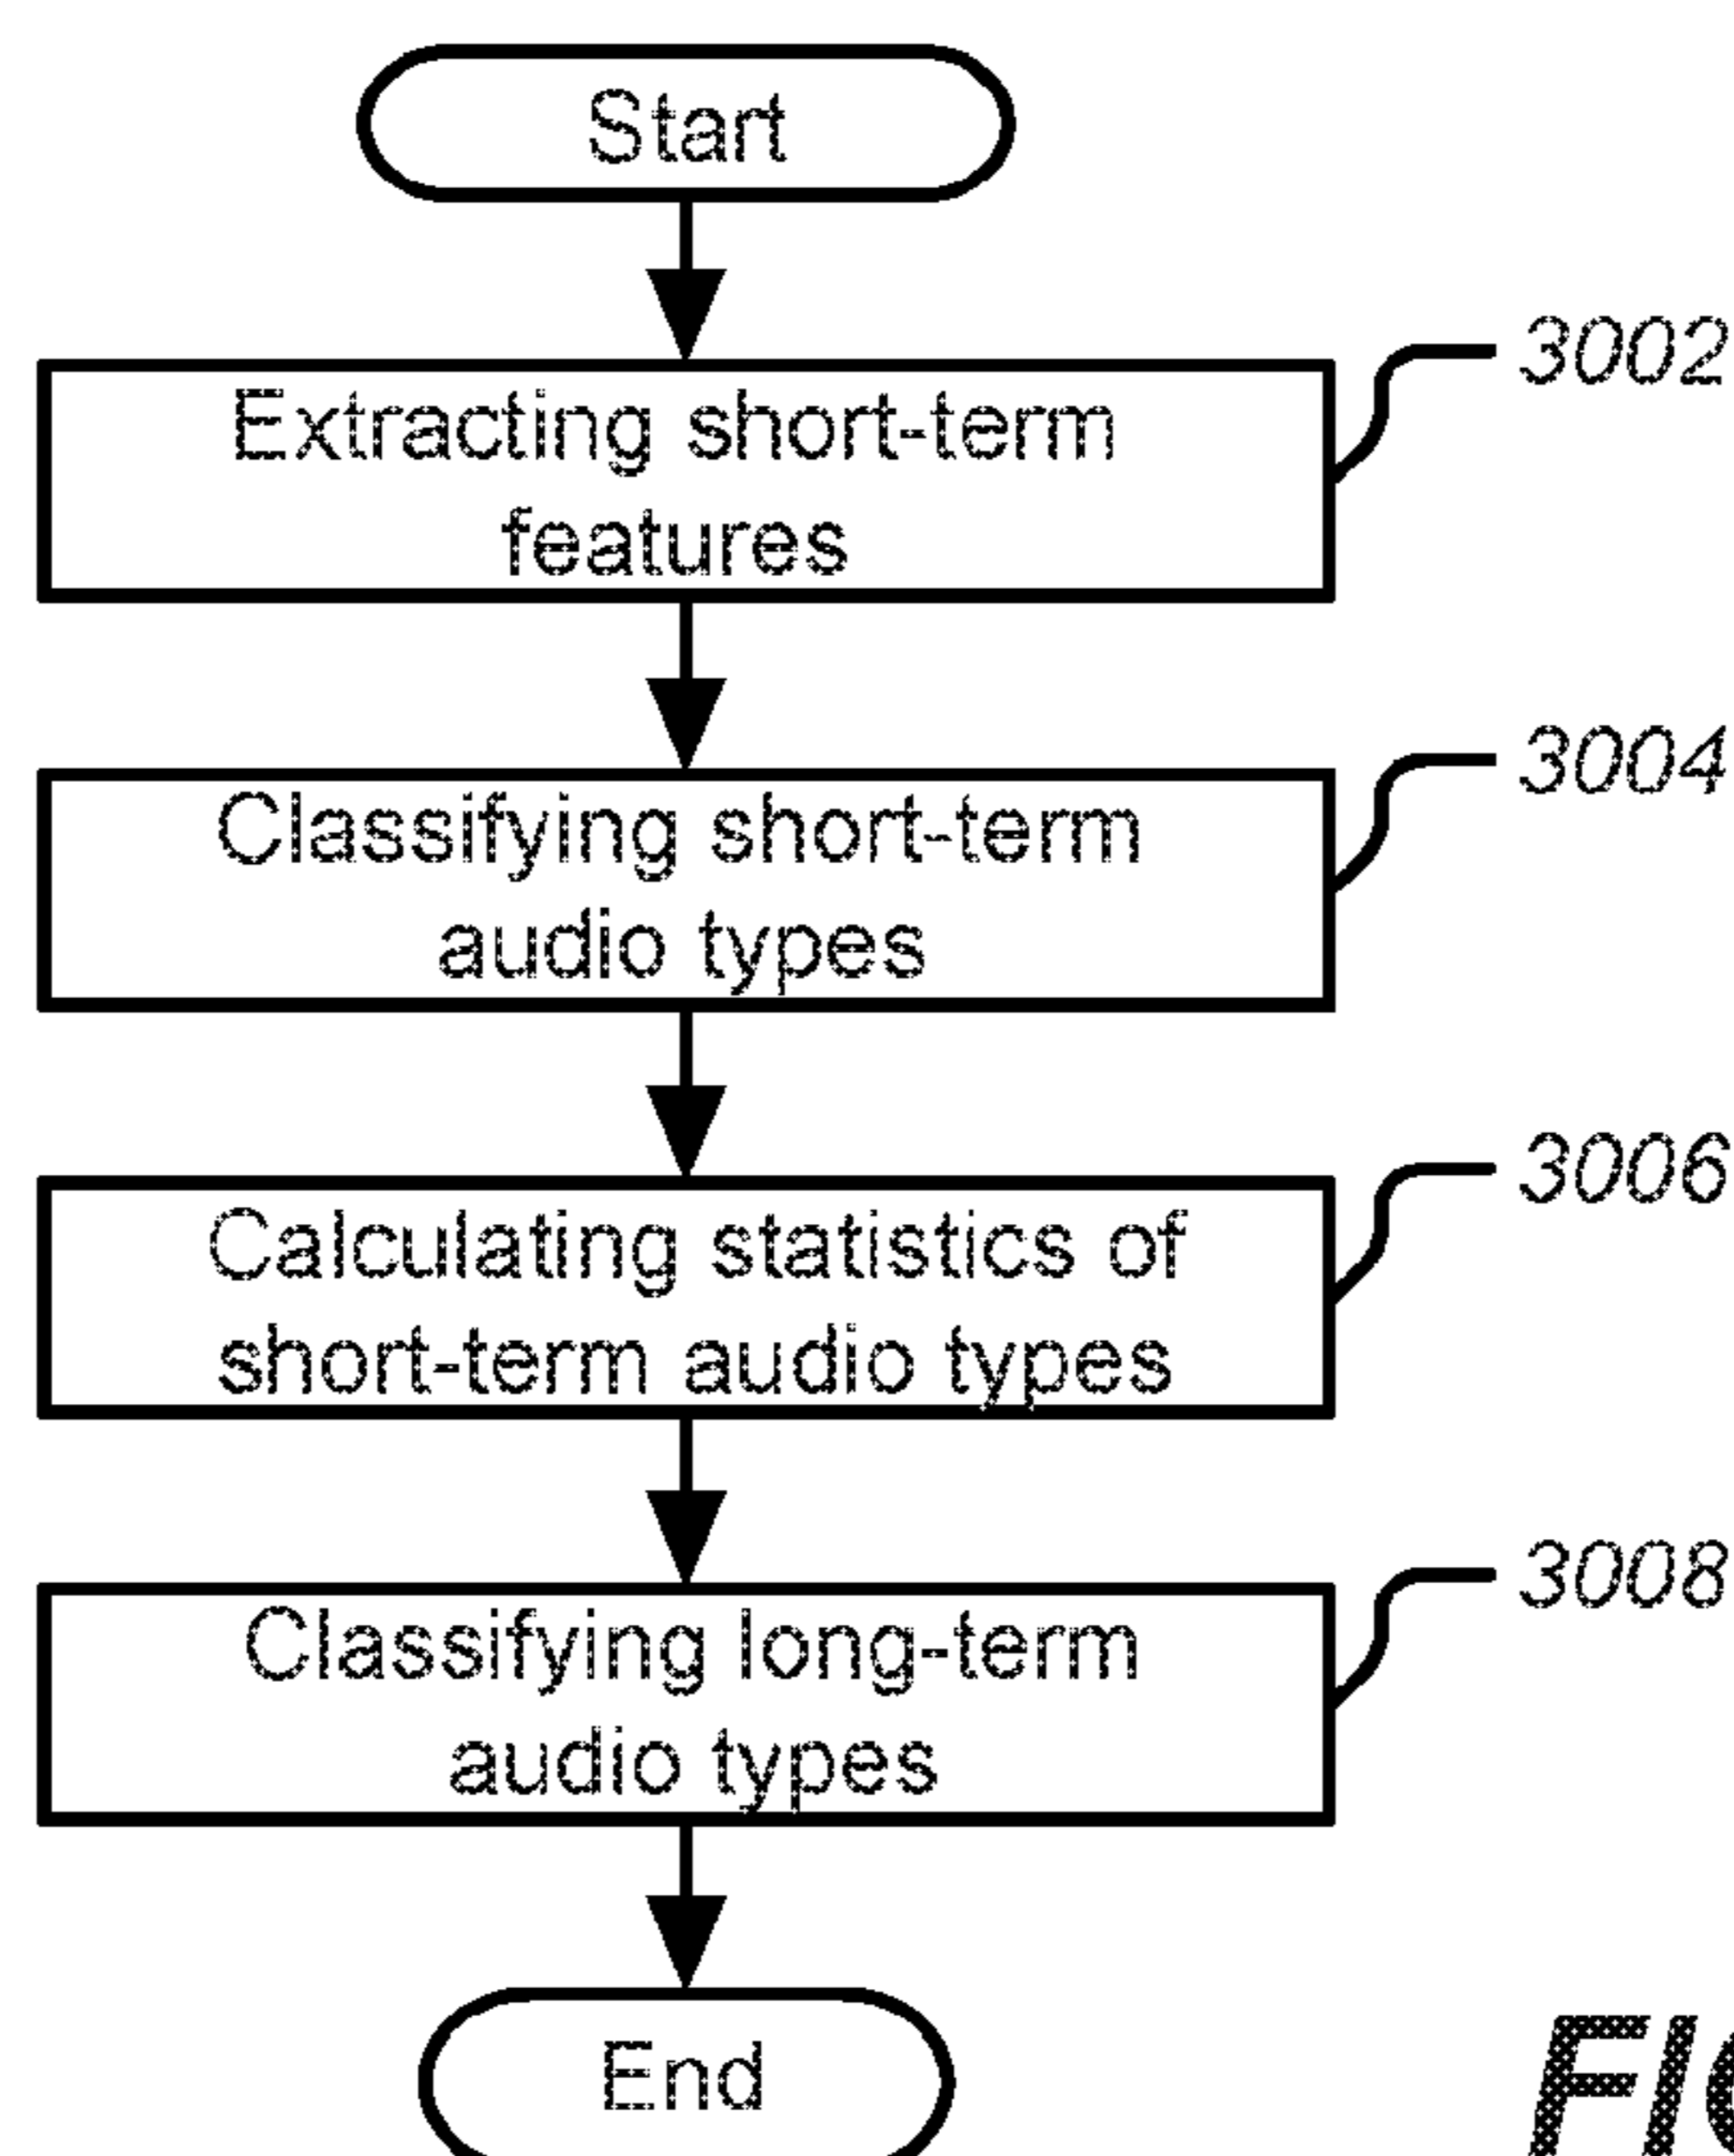 Start
3002
Extracting short-term
features
3004
Classifying short-term
audio types
3006
Calculating statistics of
short-term audio types
3008
Classifying long-term
audio types
End